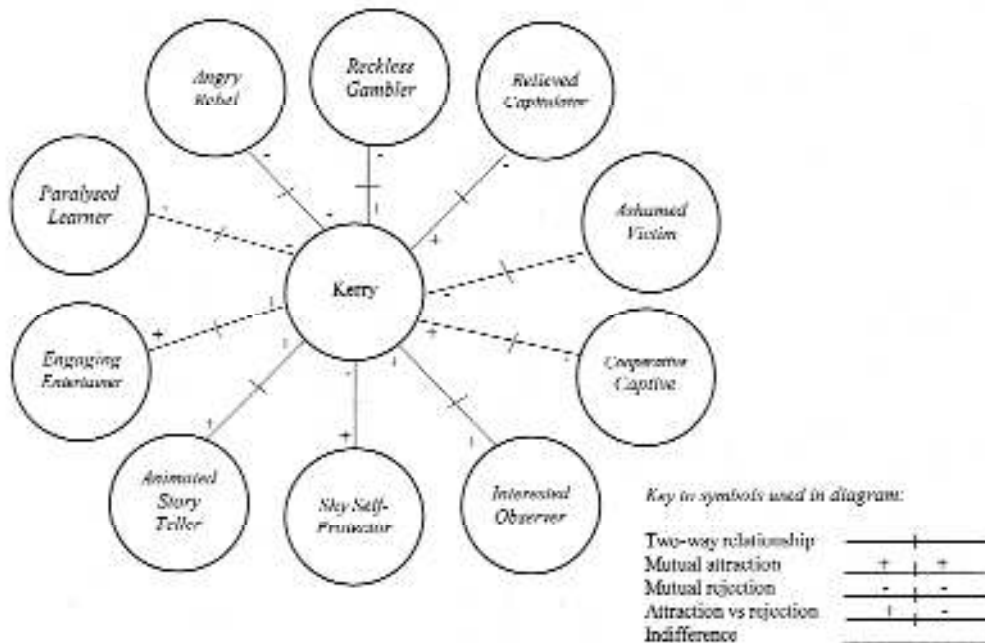 Angry
Rebel
Reckless
Gambler
Relieved
Capitulator
Paralysed
Learner
Ashamed
Victim
Kerry
Engaging
Entertainer
Cooperative
Captive
Animated
Story
Teller
Self-
Protector
Interested
Observer
Key to symbols used in diagram:
Two-way relationship
Mutual attraction + +
Mutual rejection - -
Attraction vs rejection + -
Indifference